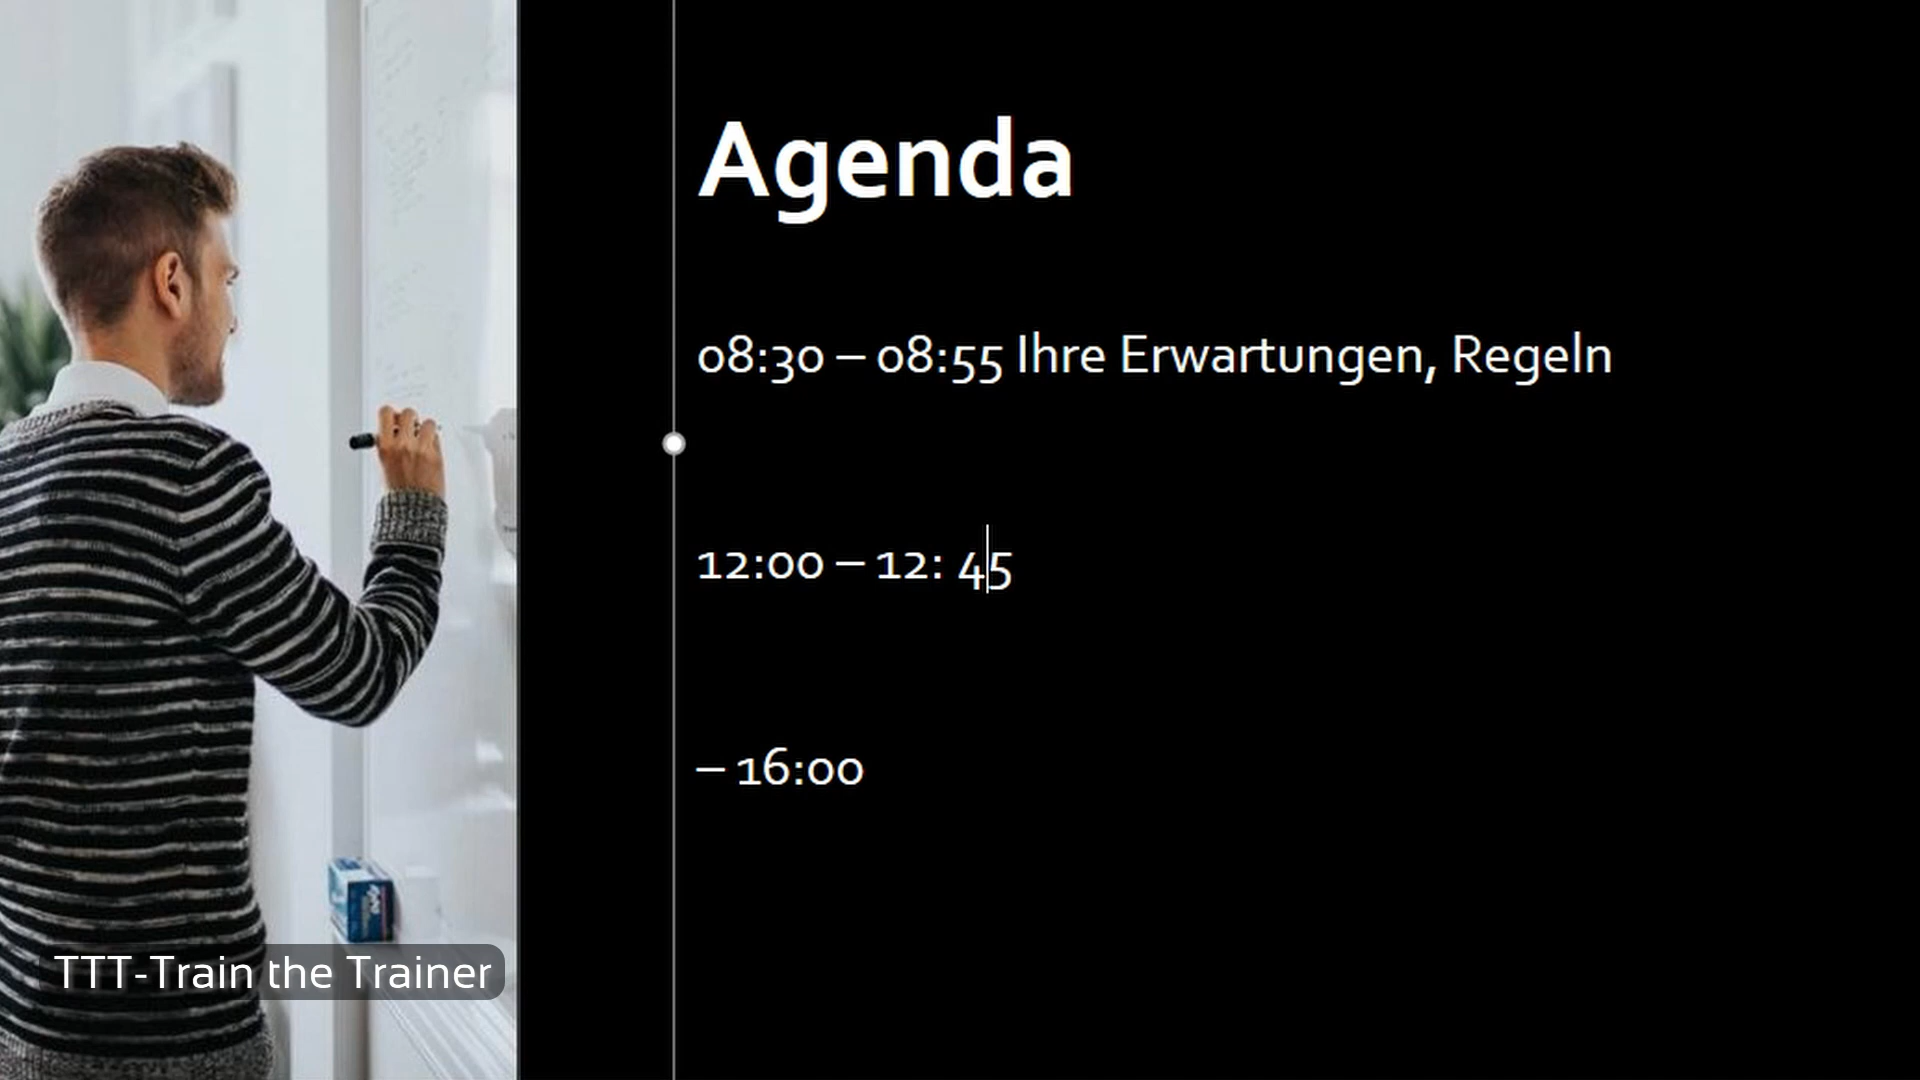 Agenda
08:30 – 08:55 Ihre Erwartungen, Regeln
12:00 – 12: 45
– 16:00
TTT-Train the Trainer